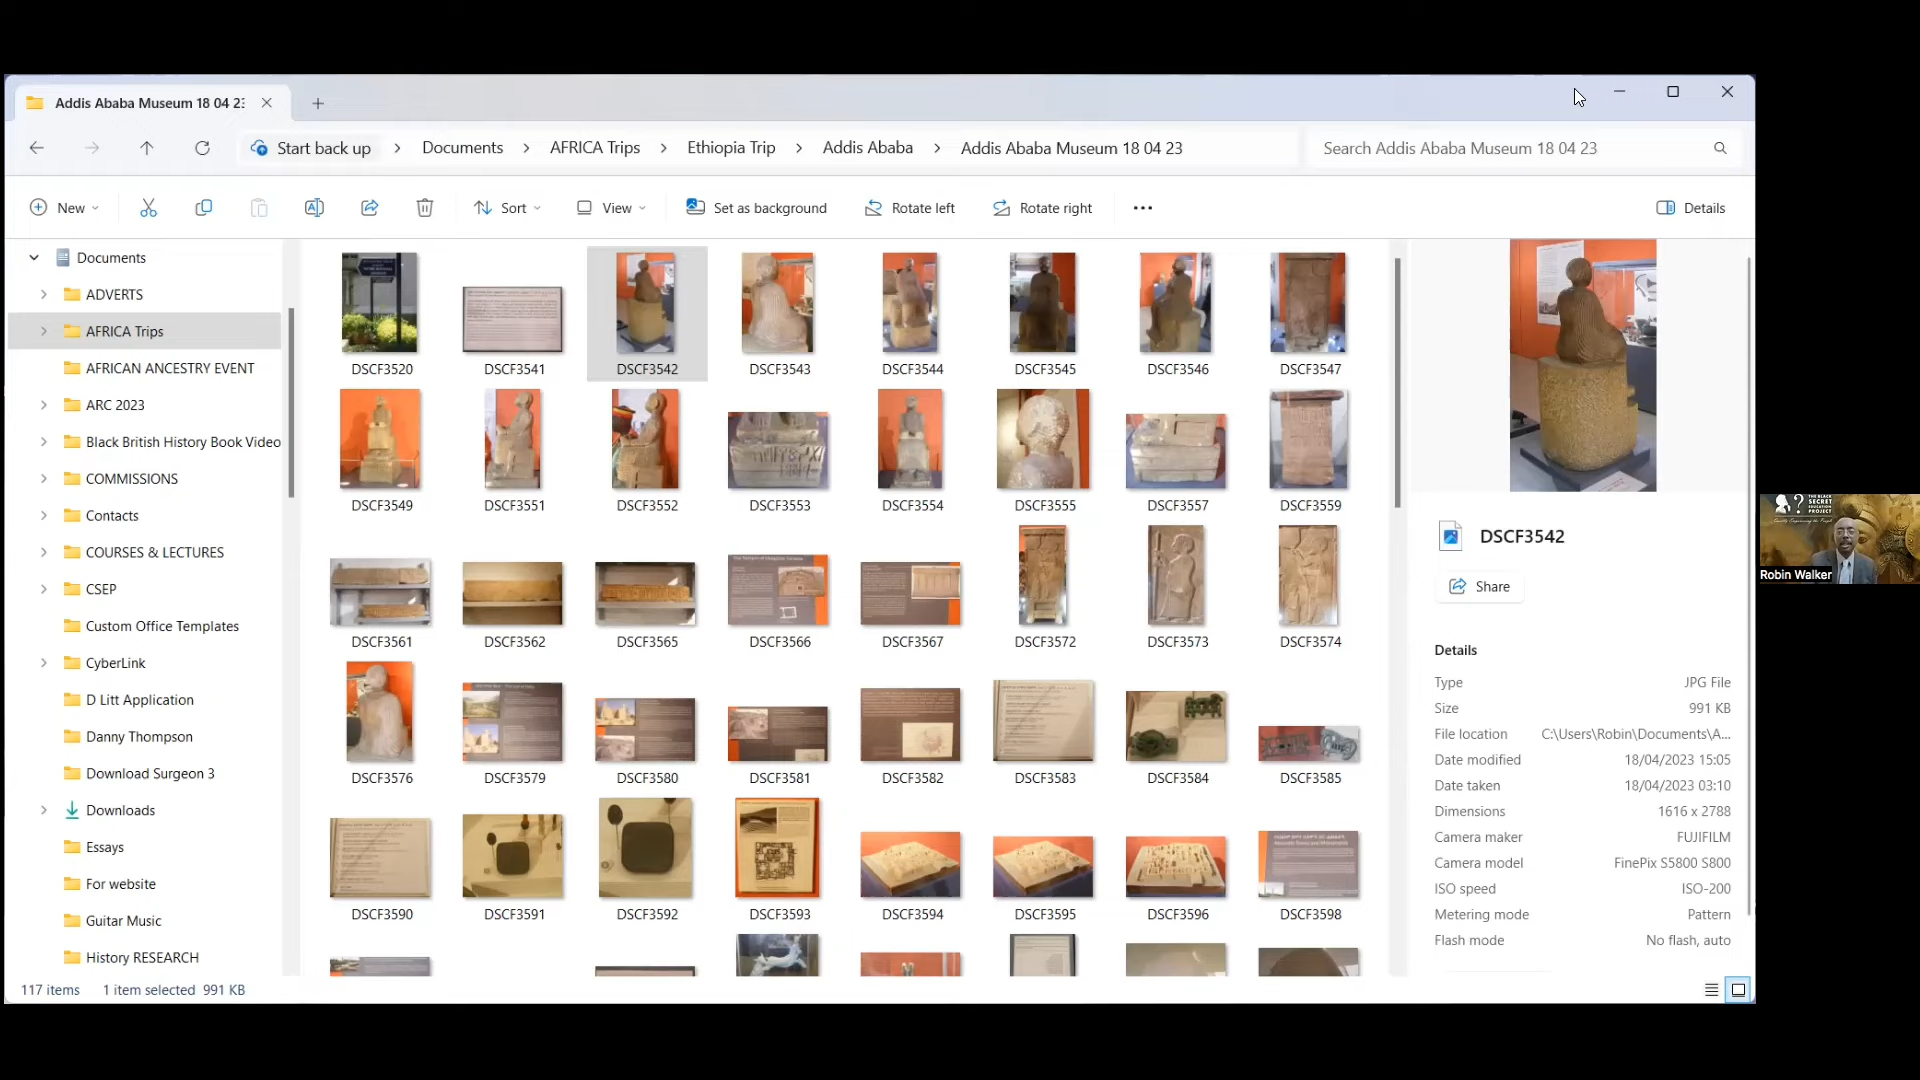 Addis Ababa Museum 18 04 23
Start back up > Documents > AFRICA Trips > Ethiopia Trip > Addis Ababa > Addis Ababa Museum 18 04 23
Search Addis Ababa Museum 18 04 23
New
Sort
View
Set as background
Rotate left
Rotate right
Details
Documents
ADVERTS
AFRICA Trips
AFRICAN ANCESTRY EVENT
ARC 2023
Black British History Book Video
COMMISSIONS
Contacts
COURSES & LECTURES
CSEP
Custom Office Templates
CyberLink
D Litt Application
Danny Thompson
Download Surgeon 3
Downloads
Essays
For website
Guitar Music
History RESEARCH
DSCF3520 DSCF3541 DSCF3542 DSCF3543 DSCF3544 DSCF3545 DSCF3546 DSCF3547
DSCF3549 DSCF3551 DSCF3552 DSCF3553 DSCF3554 DSCF3555 DSCF3557 DSCF3559
DSCF3561 DSCF3562 DSCF3565 DSCF3566 DSCF3567 DSCF3572 DSCF3573 DSCF3574
DSCF3576 DSCF3579 DSCF3580 DSCF3581 DSCF3582 DSCF3583 DSCF3584 DSCF3585
DSCF3590 DSCF3591 DSCF3592 DSCF3593 DSCF3594 DSCF3595 DSCF3596 DSCF3598
DSCF3542
Share
Details
Type JPG File
Size 991 KB
File location C:\Users\Robin\Documents\A...
Date modified 18/04/2023 15:05
Date taken 18/04/2023 03:10
Dimensions 1616 x 2788
Camera maker FUJIFILM
Camera model FinePix S5800 S800
ISO speed ISO-200
Metering mode Pattern
Flash mode No flash, auto
117 items 1 item selected 991 KB
THE BLACK
SECRET
EDUCATION
PROJECT
Robin Walker